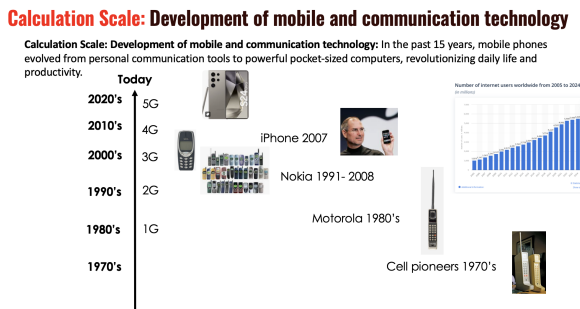 Calculation Scale: Development of mobile and communication technology
Calculation Scale: Development of mobile and communication technology: In the past 15 years, mobile phones
evolved from personal communication tools to powerful pocket-sized computers, revolutionizing daily life and
productivity.
Today
Number of internet users worldwide from 2005 to 2024
(in millions)
2020's
5G
S24
2010's
4G
iPhone 2007
2000's
3G
Nokia 1991- 2008
1990's
2G
Motorola 1980's
1980's
1G
Cell pioneers 1970's
1970's